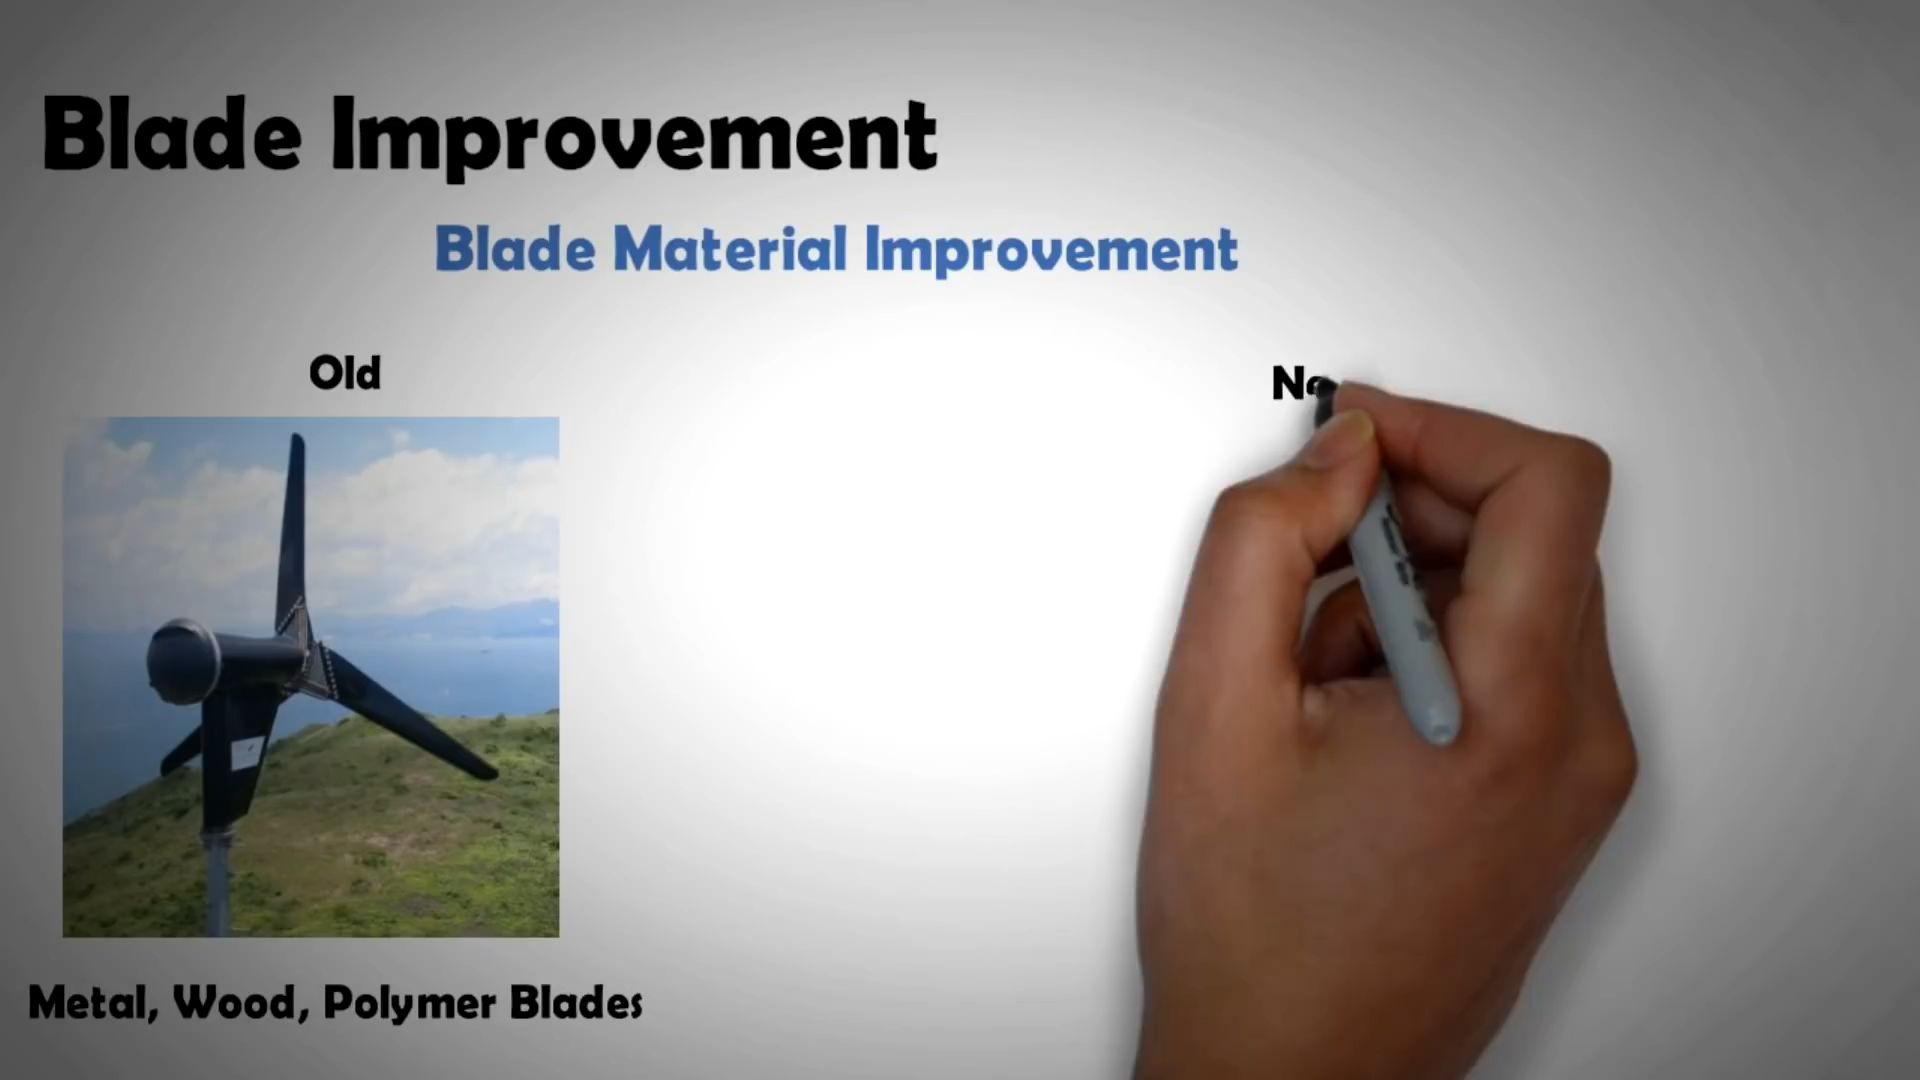 Blade Improvement
Blade Material Improvement
Old
Metal, Wood, Polymer Blades